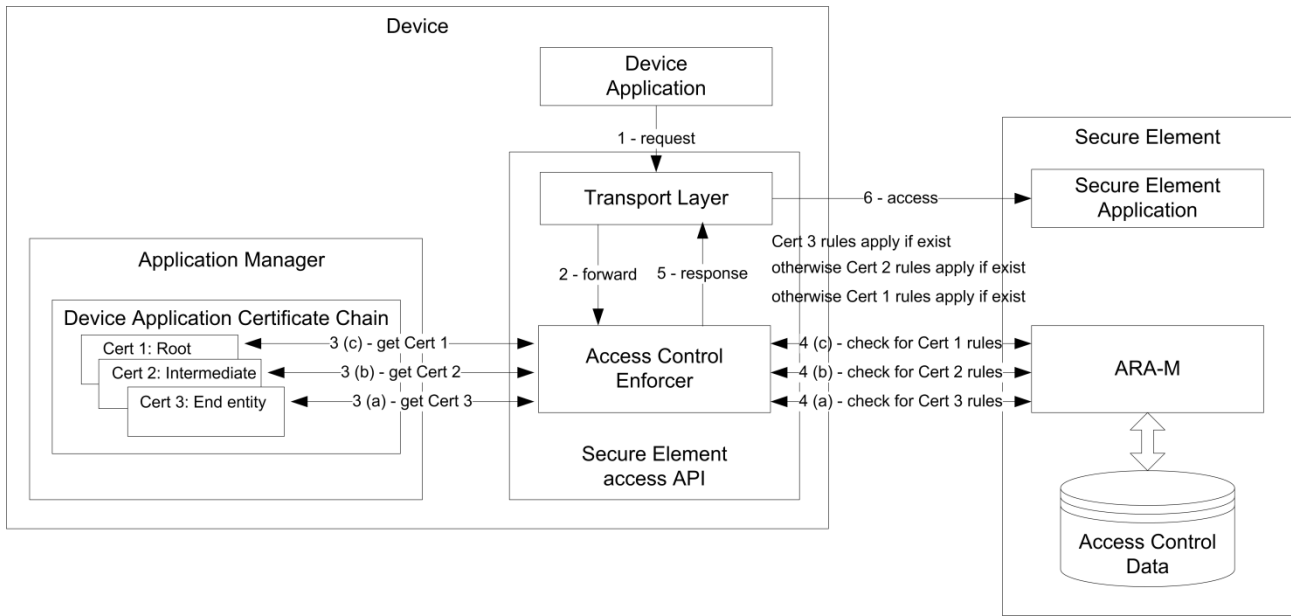 Device
Device
Application
1 - request
Secure Element
Transport Layer
6 - access
Secure Element
Application
Cert 3 rules apply if exist
Application Manager
2 - forward
5 - response
otherwise Cert 2 rules apply if exist
otherwise Cert 1 rules apply if exist
Device Application Certificate Chain
Cert 1: Root
3 (c) - get Cert 1
Access Control
Enforcer
4 (c) - check for Cert 1 rules
Cert 2: Intermediate
3 (b) - get Cert 2
4 (b) - check for Cert 2 rules
ARA-M
Cert 3: End entity
3 (a) - get Cert 3
4 (a) - check for Cert 3 rules
Secure Element
access API
Access Control
Data